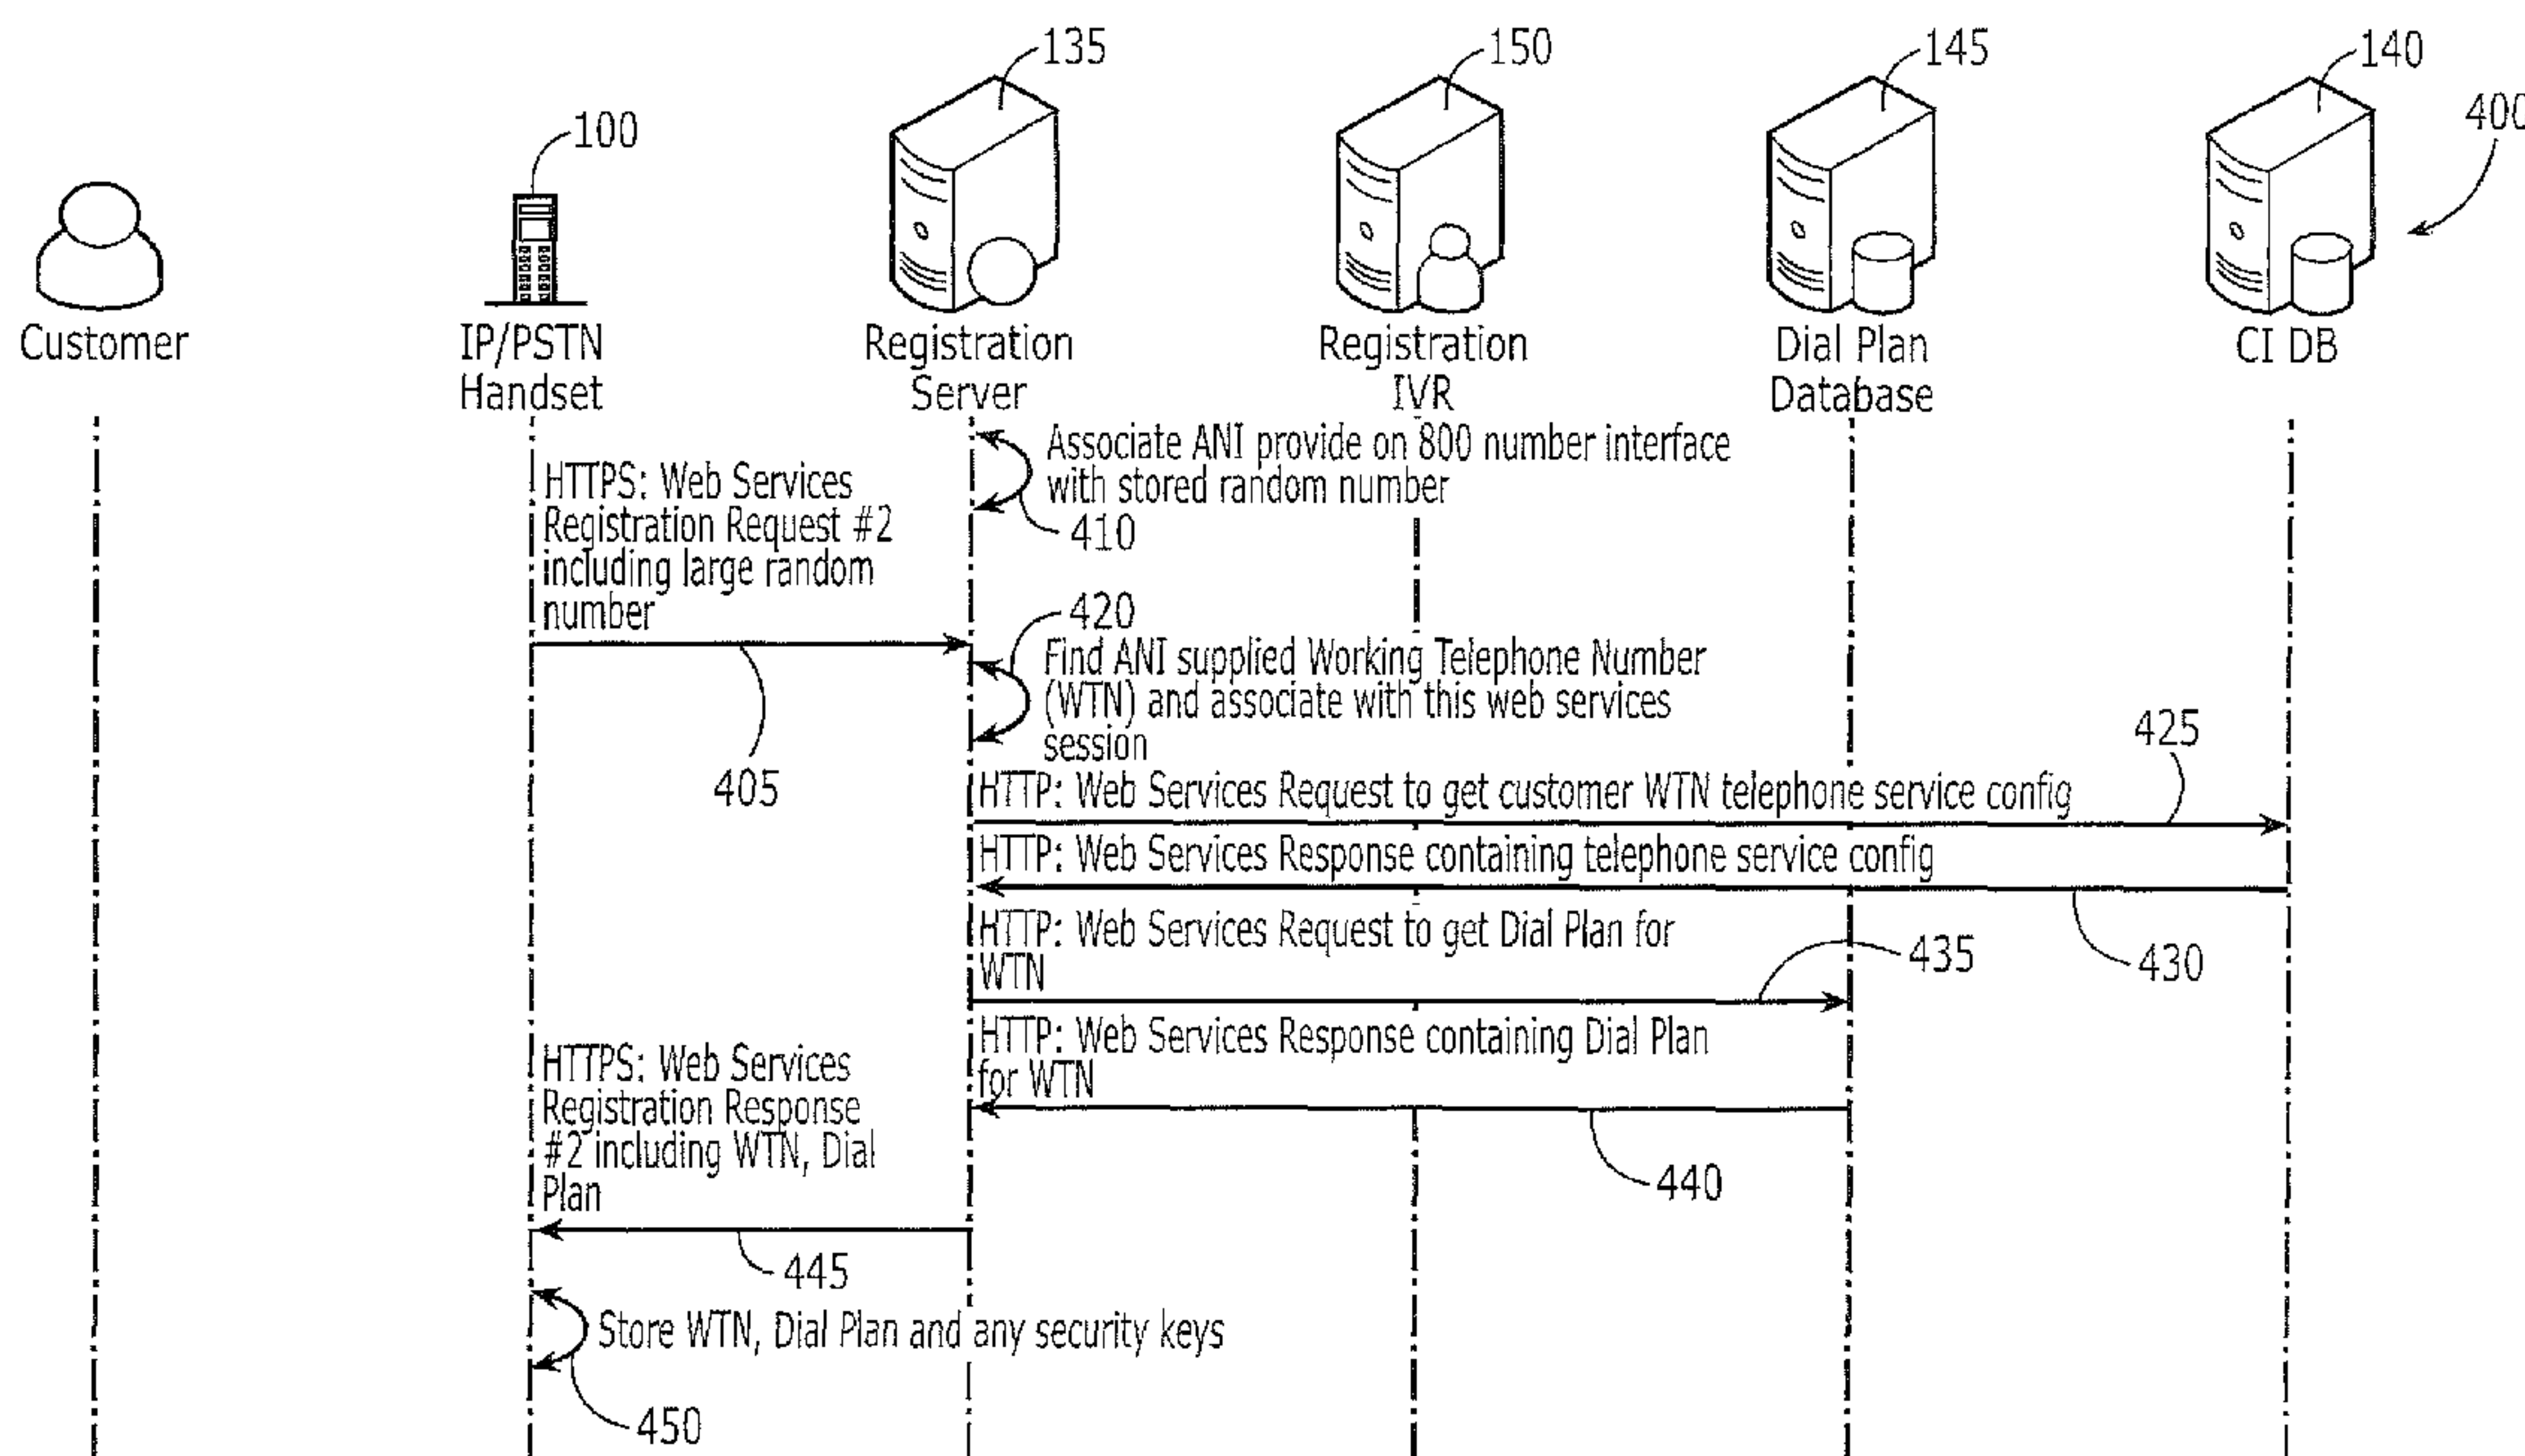 135
150
145
140
400
100
Customer
IP/PSTN
Handset
Registration
Server
Registration
IVR
Dial Plan
Database
CI DB
Associate ANI provide on 800 number interface
with stored random number
410
HTTPS: Web Services
Registration Request #2
including large random
number
405
420
Find ANI supplied Working Telephone Number
(WTN) and associate with this web services
session
425
HTTP: Web Services Request to get customer WTN telephone service config
HTTP: Web Services Response containing telephone service config
430
HTTP: Web Services Request to get Dial Plan for
WTN
435
HTTP: Web Services Response containing Dial Plan
for WTN
440
HTTPS: Web Services
Registration Response
#2 including WTN, Dial
Plan
445
Store WTN, Dial Plan and any security keys
450